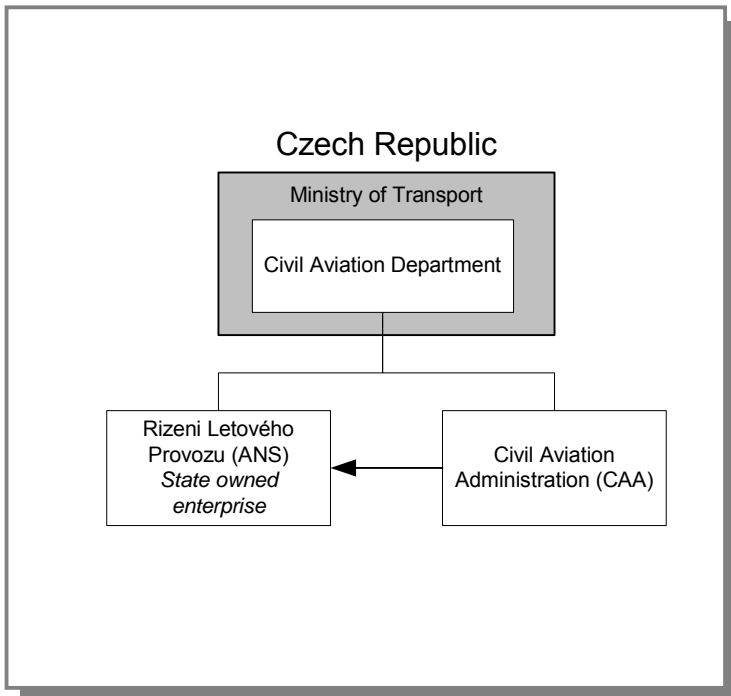 Czech Republic
Ministry of Transport
Civil Aviation Department
Rizeni Letového
Provozu (ANS)
State owned
enterprise
Civil Aviation
Administration (CAA)